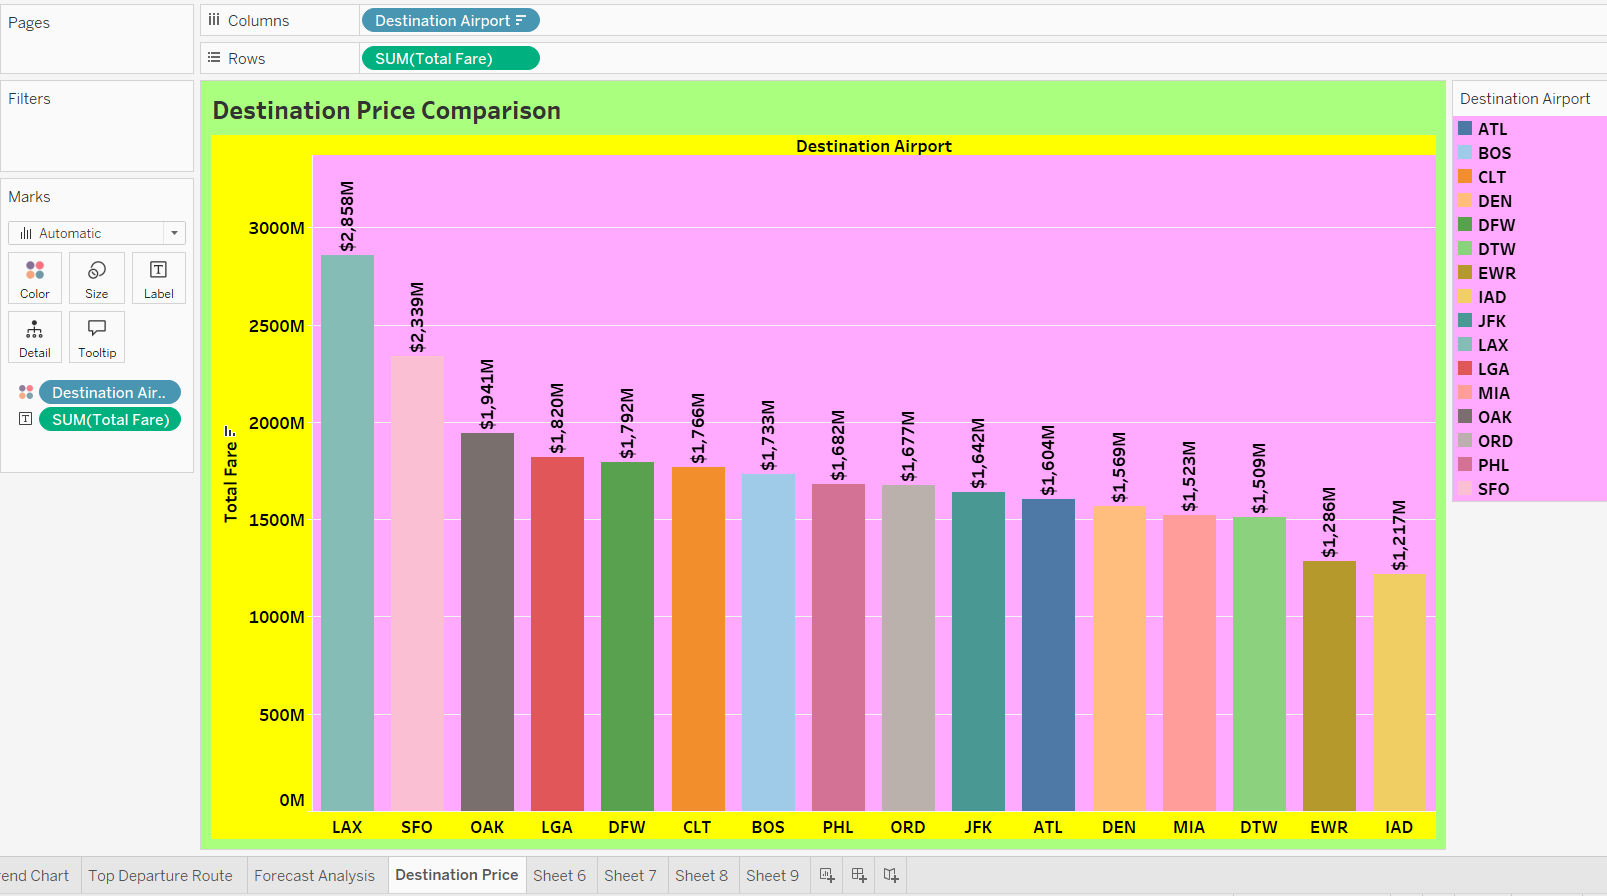 Pages
Columns
Destination Airport
Rows
SUM(Total Fare)
Filters
Marks
Automatic
Color
Size
Label
Detail
Tooltip
Destination Air..
SUM(Total Fare)
Destination Price Comparison
Destination Airport
Total Fare
3000M
2500M
2000M
1500M
1000M
500M
0M
$2,858M
$2,339M
$1,941M
$1,820M
$1,792M
$1,766M
$1,733M
$1,682M
$1,677M
$1,642M
$1,604M
$1,569M
$1,523M
$1,509M
$1,286M
$1,217M
LAX SFO OAK LGA DFW CLT BOS PHL ORD JFK ATL DEN MIA DTW EWR IAD
Destination Airport
ATL
BOS
CLT
DEN
DFW
DTW
EWR
IAD
JFK
LAX
LGA
MIA
OAK
ORD
PHL
SFO
rend Chart Top Departure Route Forecast Analysis Destination Price Sheet 6 Sheet 7 Sheet 8 Sheet 9